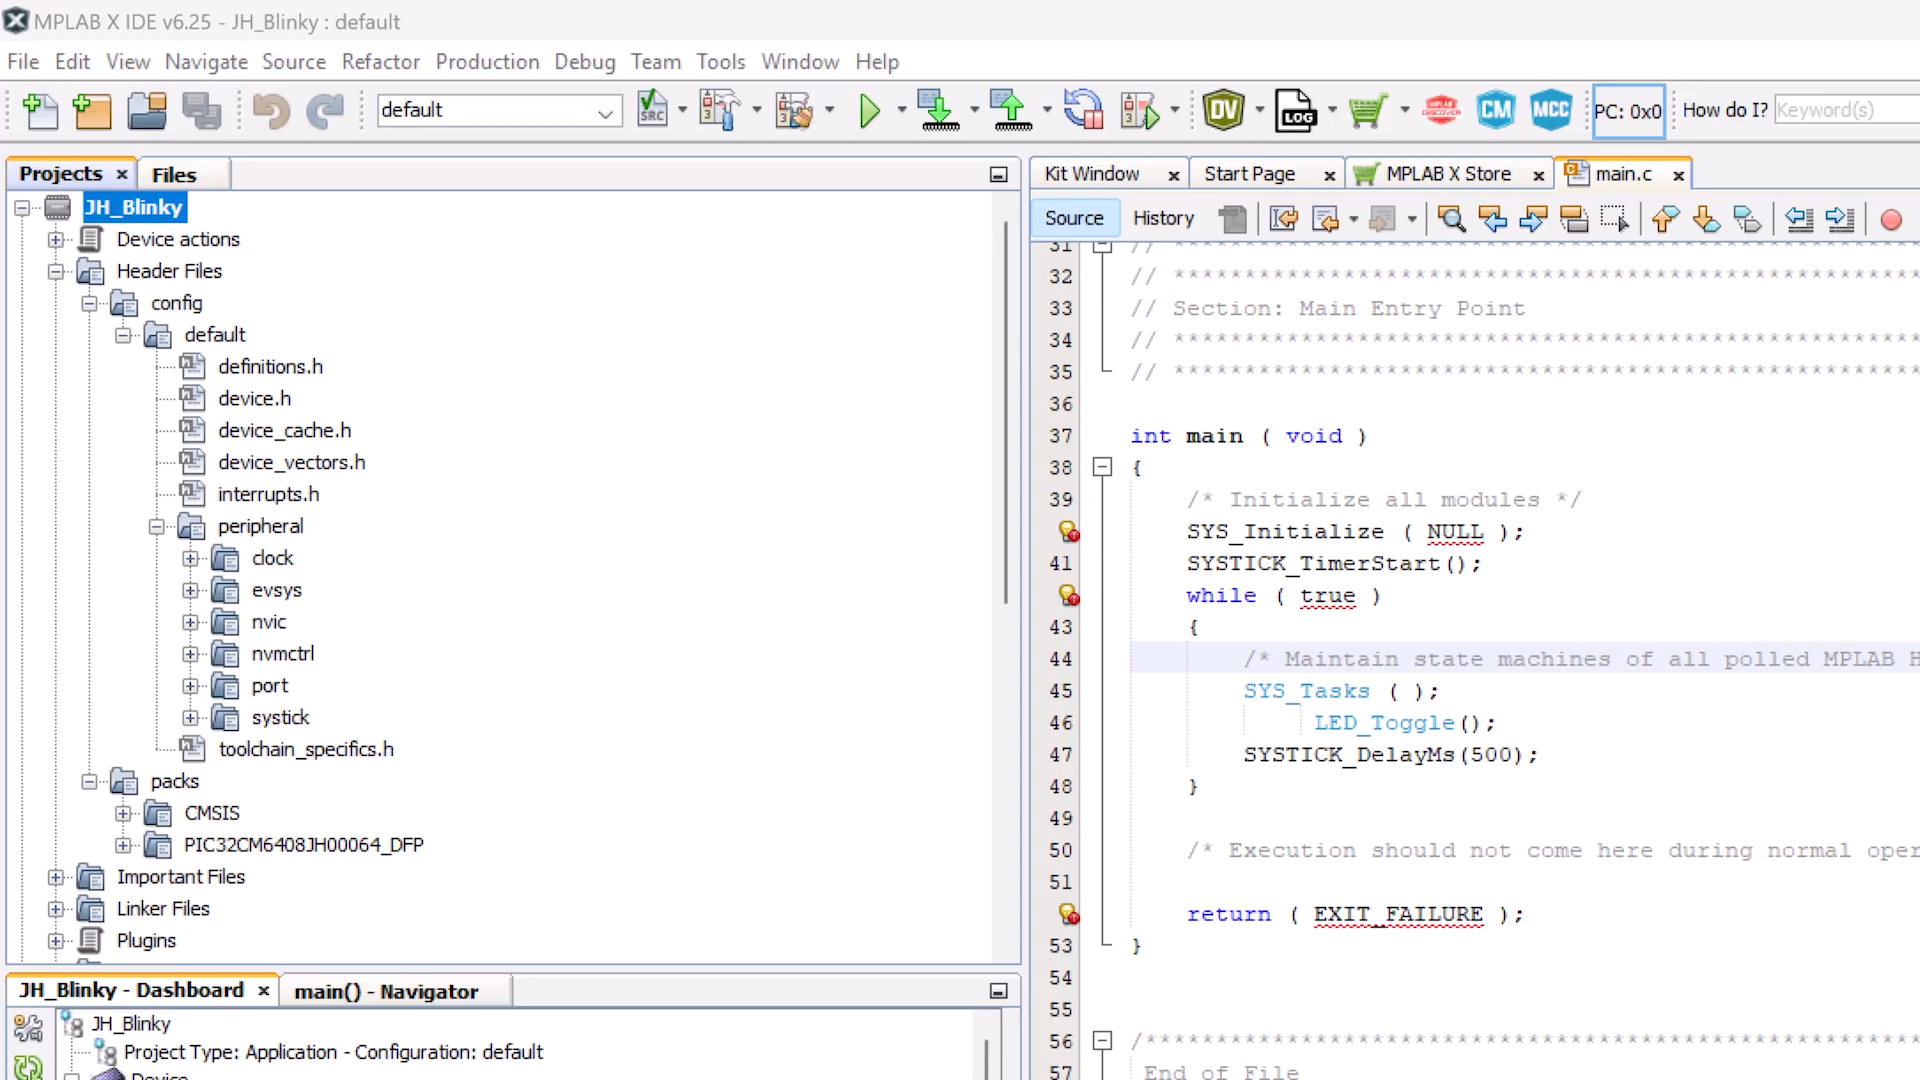 MPLAB X IDE v6.25 - JH_Blinky : default
File Edit View Navigate Source Refactor Production Debug Team Tools Window Help
default
SRC
DV
LOG
CM
MCC
PC: 0x0
How do I?
Keyword(s)
Projects
Files
JH_Blinky
Device actions
Header Files
config
default
definitions.h
device.h
device_cache.h
device_vectors.h
interrupts.h
peripheral
clock
evsys
nvic
nvmctrl
port
systick
toolchain_specifics.h
packs
CMSIS
PIC32CM6408JH00064_DFP
Important Files
Linker Files
Plugins
JH_Blinky - Dashboard
main() - Navigator
JH_Blinky
Project Type: Application - Configuration: default
Device
Kit Window
Start Page
MPLAB X Store
main.c
Source
History
31 // *******************************************************
32 // *******************************************************
33 // Section: Main Entry Point
34 // *******************************************************
35 // *******************************************************
36
37 int main ( void )
38 {
39 /* Initialize all modules */
SYS_Initialize ( NULL );
41 SYSTICK_TimerStart();
while ( true )
43 {
44 /* Maintain state machines of all polled MPLAB H
45 SYS_Tasks ( );
46 LED_Toggle();
47 SYSTICK_DelayMs(500);
48 }
49
50 /* Execution should not come here during normal oper
51
return ( EXIT_FAILURE );
53 }
54
55
56 /*******************************************************
57 End of File